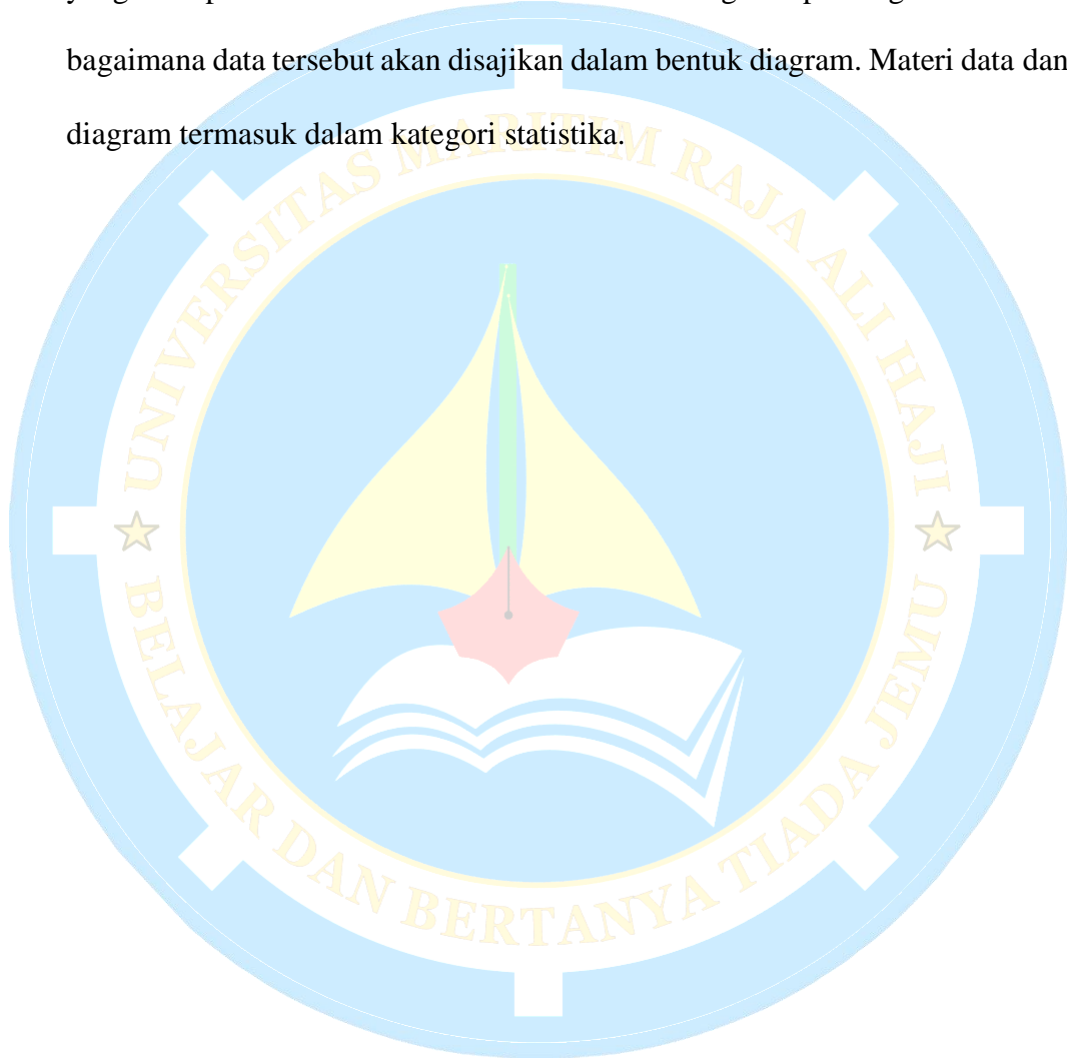 bagaimana data tersebut akan disajikan dalam bentuk diagram. Materi data dan
diagram termasuk dalam kategori statistika.
UNIVERSITAS MARITIM RAJA ALI HAJI
BELAJAR DAN BERTANYA TIADA JEMU